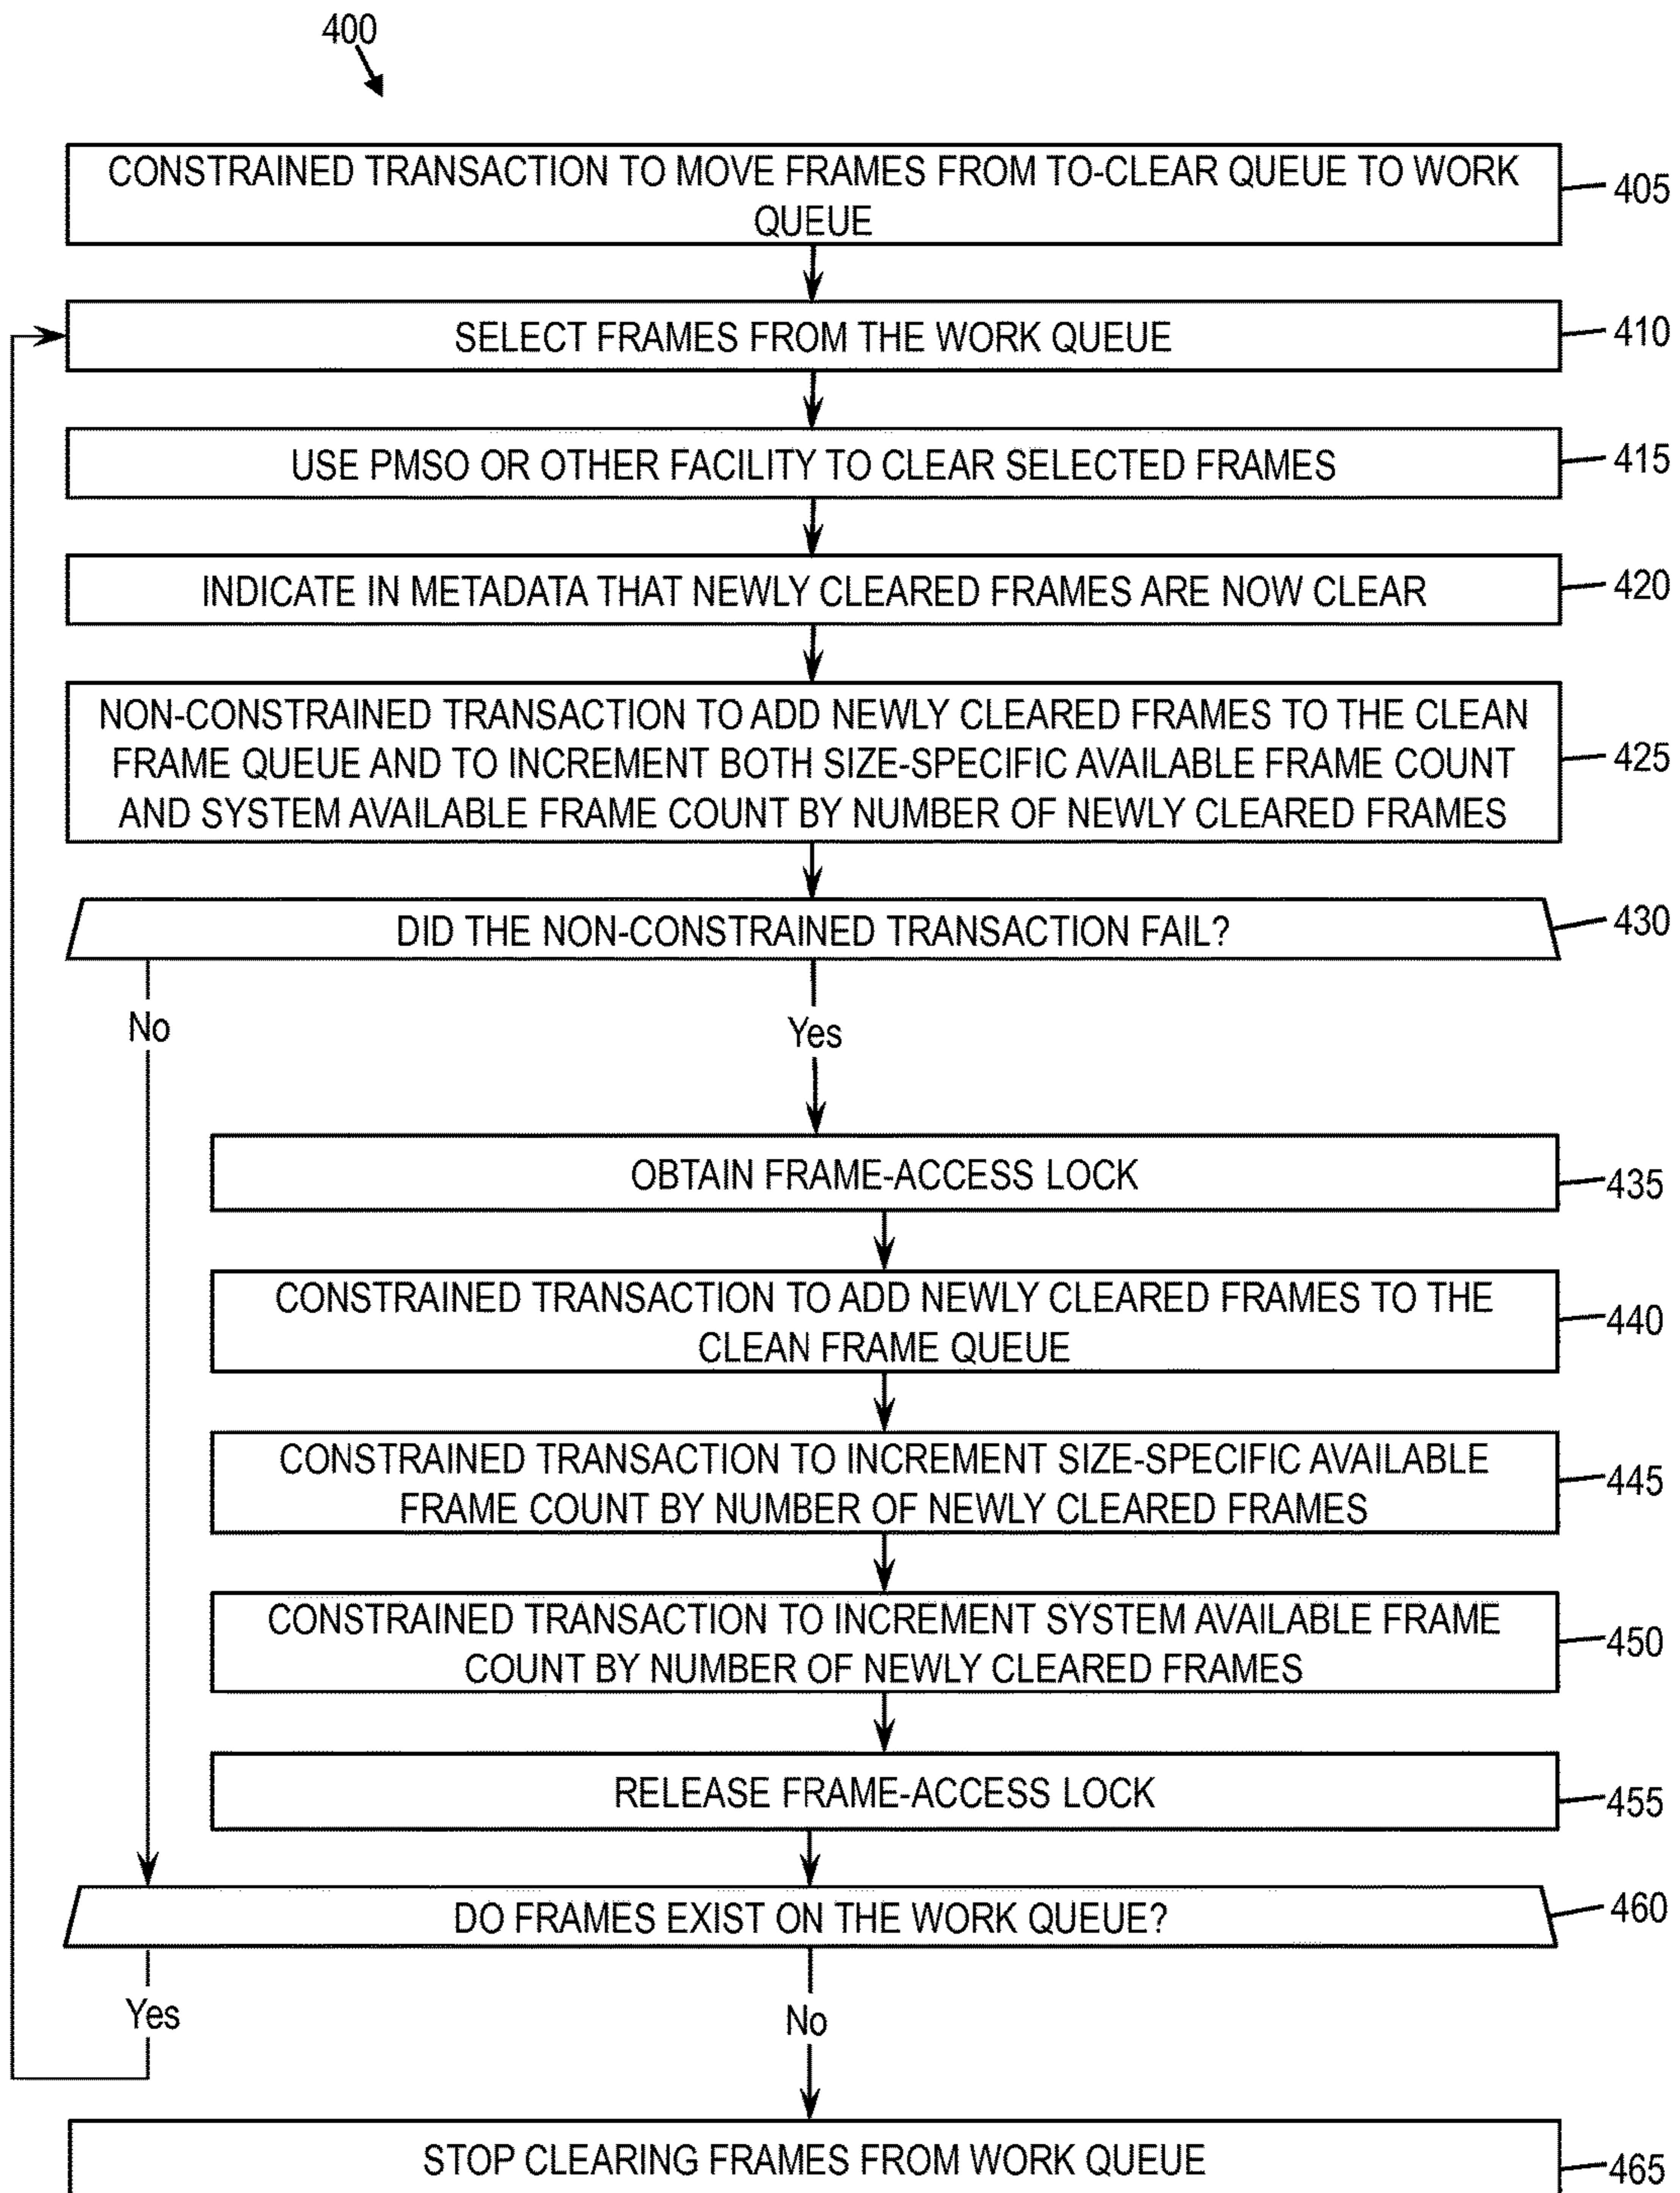 400
CONSTRAINED TRANSACTION TO MOVE FRAMES FROM TO-CLEAR QUEUE TO WORK
QUEUE
405
SELECT FRAMES FROM THE WORK QUEUE
410
USE PMSO OR OTHER FACILITY TO CLEAR SELECTED FRAMES
415
INDICATE IN METADATA THAT NEWLY CLEARED FRAMES ARE NOW CLEAR
420
NON-CONSTRAINED TRANSACTION TO ADD NEWLY CLEARED FRAMES TO THE CLEAN
FRAME QUEUE AND TO INCREMENT BOTH SIZE-SPECIFIC AVAILABLE FRAME COUNT
AND SYSTEM AVAILABLE FRAME COUNT BY NUMBER OF NEWLY CLEARED FRAMES
425
DID THE NON-CONSTRAINED TRANSACTION FAIL?
430
No
Yes
OBTAIN FRAME-ACCESS LOCK
435
CONSTRAINED TRANSACTION TO ADD NEWLY CLEARED FRAMES TO THE
CLEAN FRAME QUEUE
440
CONSTRAINED TRANSACTION TO INCREMENT SIZE-SPECIFIC AVAILABLE
FRAME COUNT BY NUMBER OF NEWLY CLEARED FRAMES
445
CONSTRAINED TRANSACTION TO INCREMENT SYSTEM AVAILABLE FRAME
COUNT BY NUMBER OF NEWLY CLEARED FRAMES
450
RELEASE FRAME-ACCESS LOCK
455
DO FRAMES EXIST ON THE WORK QUEUE?
460
Yes
No
STOP CLEARING FRAMES FROM WORK QUEUE
465